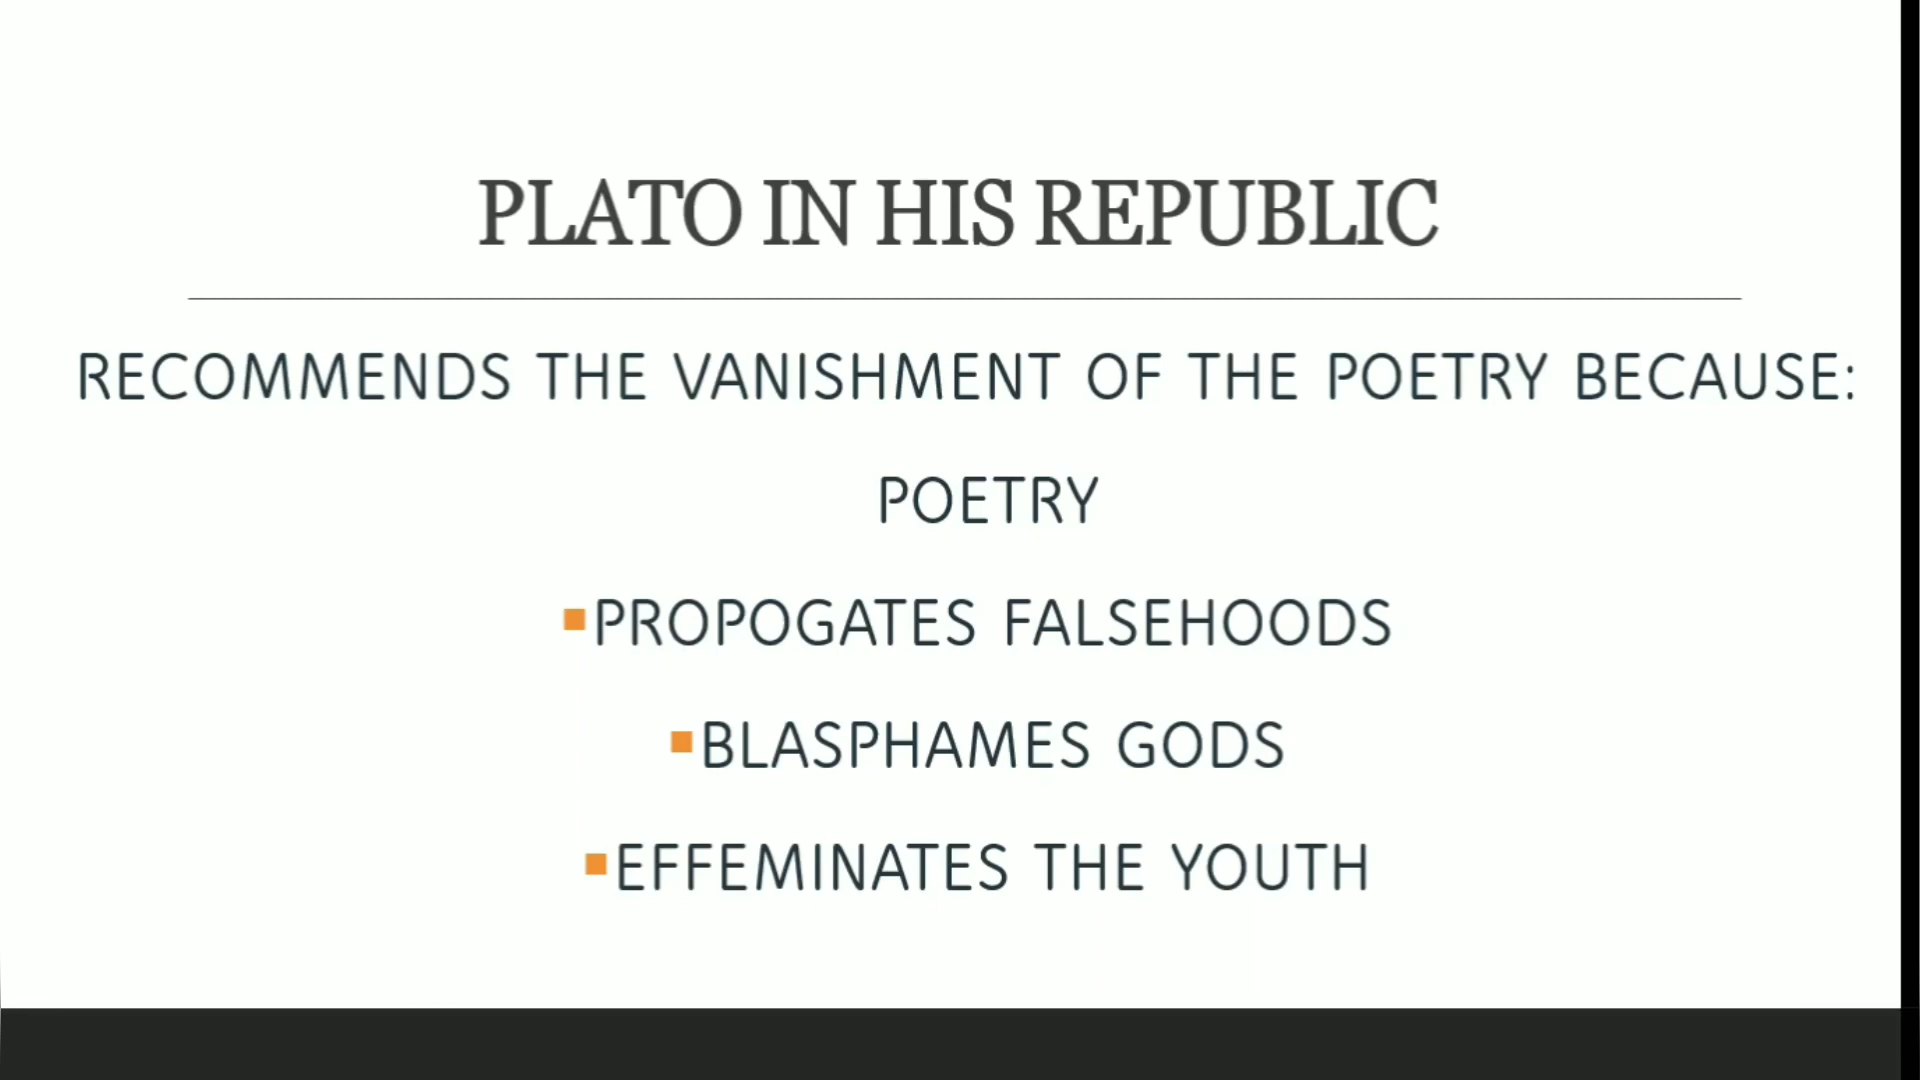 PLATO IN HIS REPUBLIC
RECOMMENDS THE VANISHMENT OF THE POETRY BECAUSE:
POETRY
▪PROPOGATES FALSEHOODS
▪BLASPHAMES GODS
▪EFFEMINATES THE YOUTH